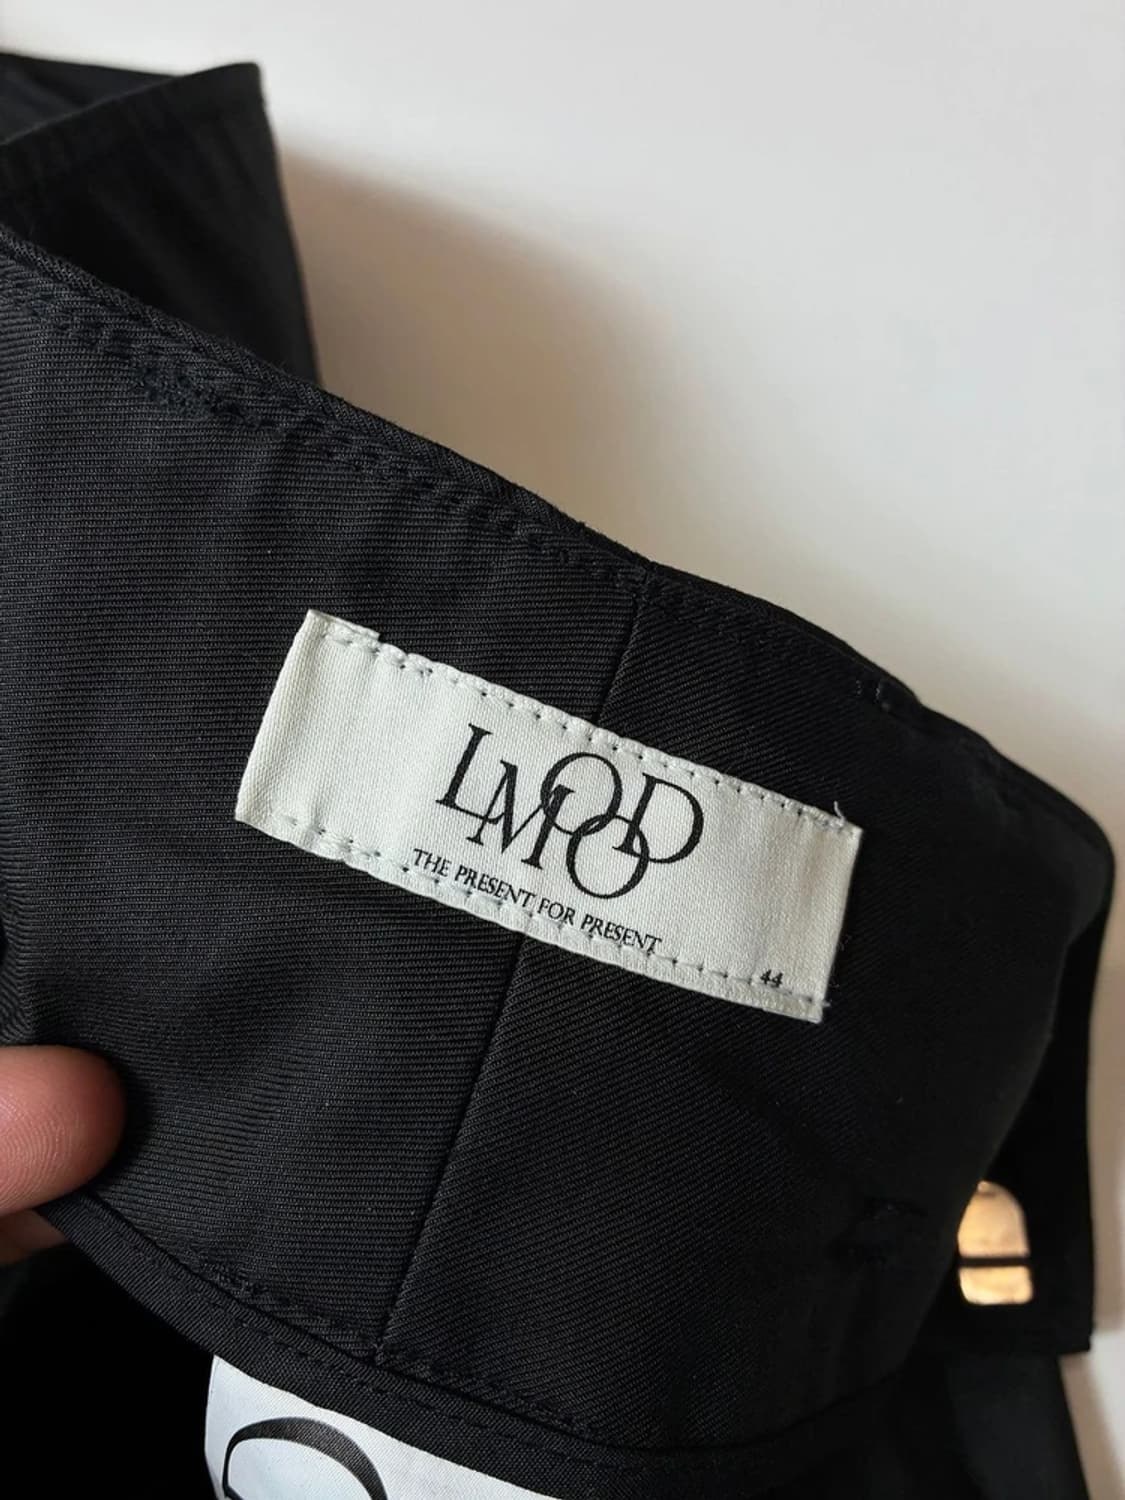 LMOOD
THE PRESENT FOR PRESENT
44